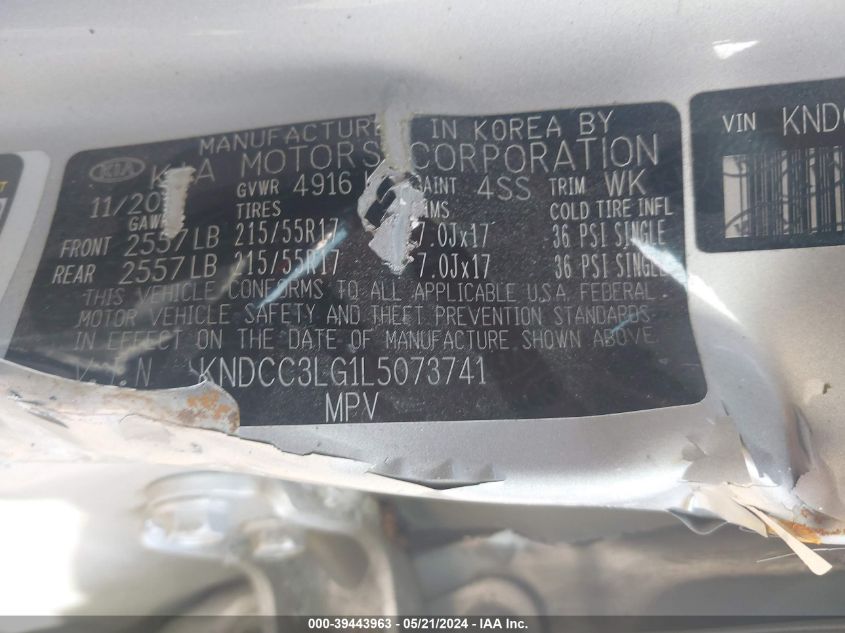 MANUFACTURE IN KOREA BY
KIA MOTORS CORPORATION
11/20 GVWR 4916 AINT 4SS TRIM WK
GAW TIRES MS COLD TIRE INFL
FRONT 2557LB 215/55R17 7.0Jx17 36 PSI SINGLE
REAR 2557LB 215/55R17 7.0Jx17 36 PSI SINGLE
THIS VEHICLE CONFORMS TO ALL APPLICABLE U.S.A. FEDERAL
MOTOR VEHICLE SAFETY AND THEFT PREVENTION STANDARDS
IN EFFECT ON THE DATE OF MANUFACTURE SHOWN ABOVE.
V.I.N KNDCC3LG1L5073741
MPV
VIN KND
000-39443963 - 05/21/2024 - IAA Inc.